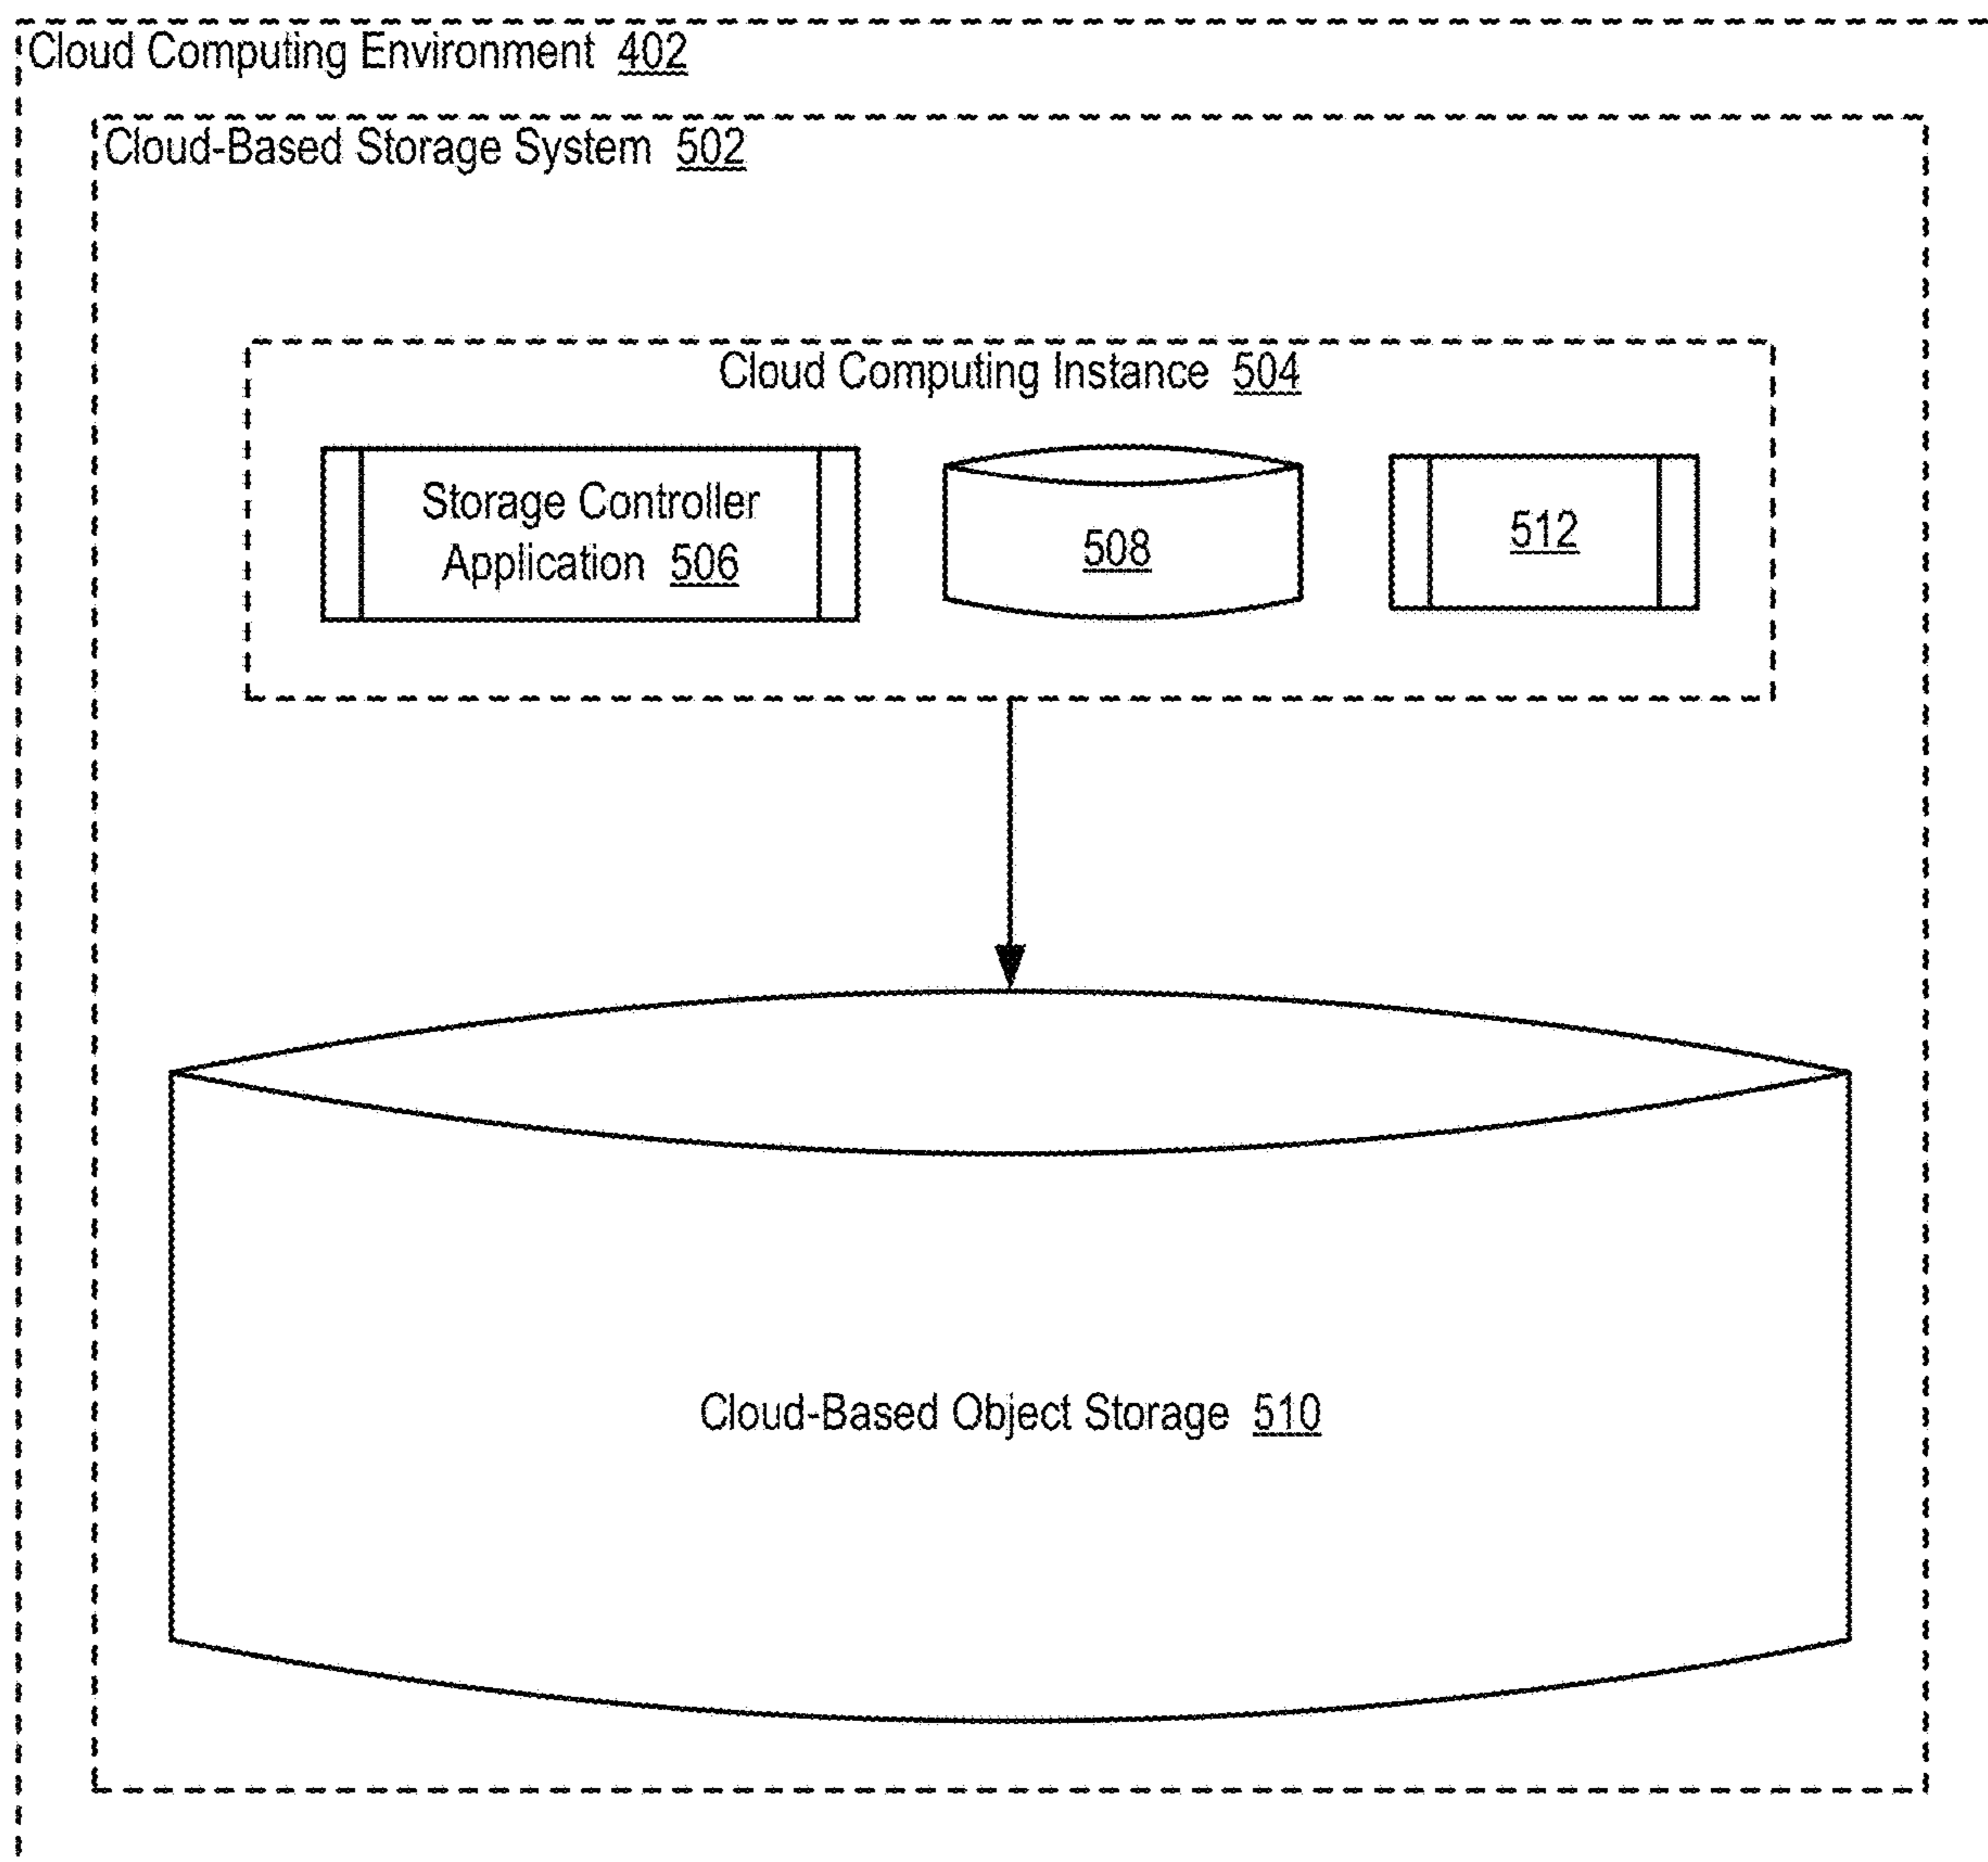 Cloud Computing Environment 402
Cloud-Based Storage System 502
Cloud Computing Instance 504
Storage Controller
Application 506
508
512
Cloud-Based Object Storage 510